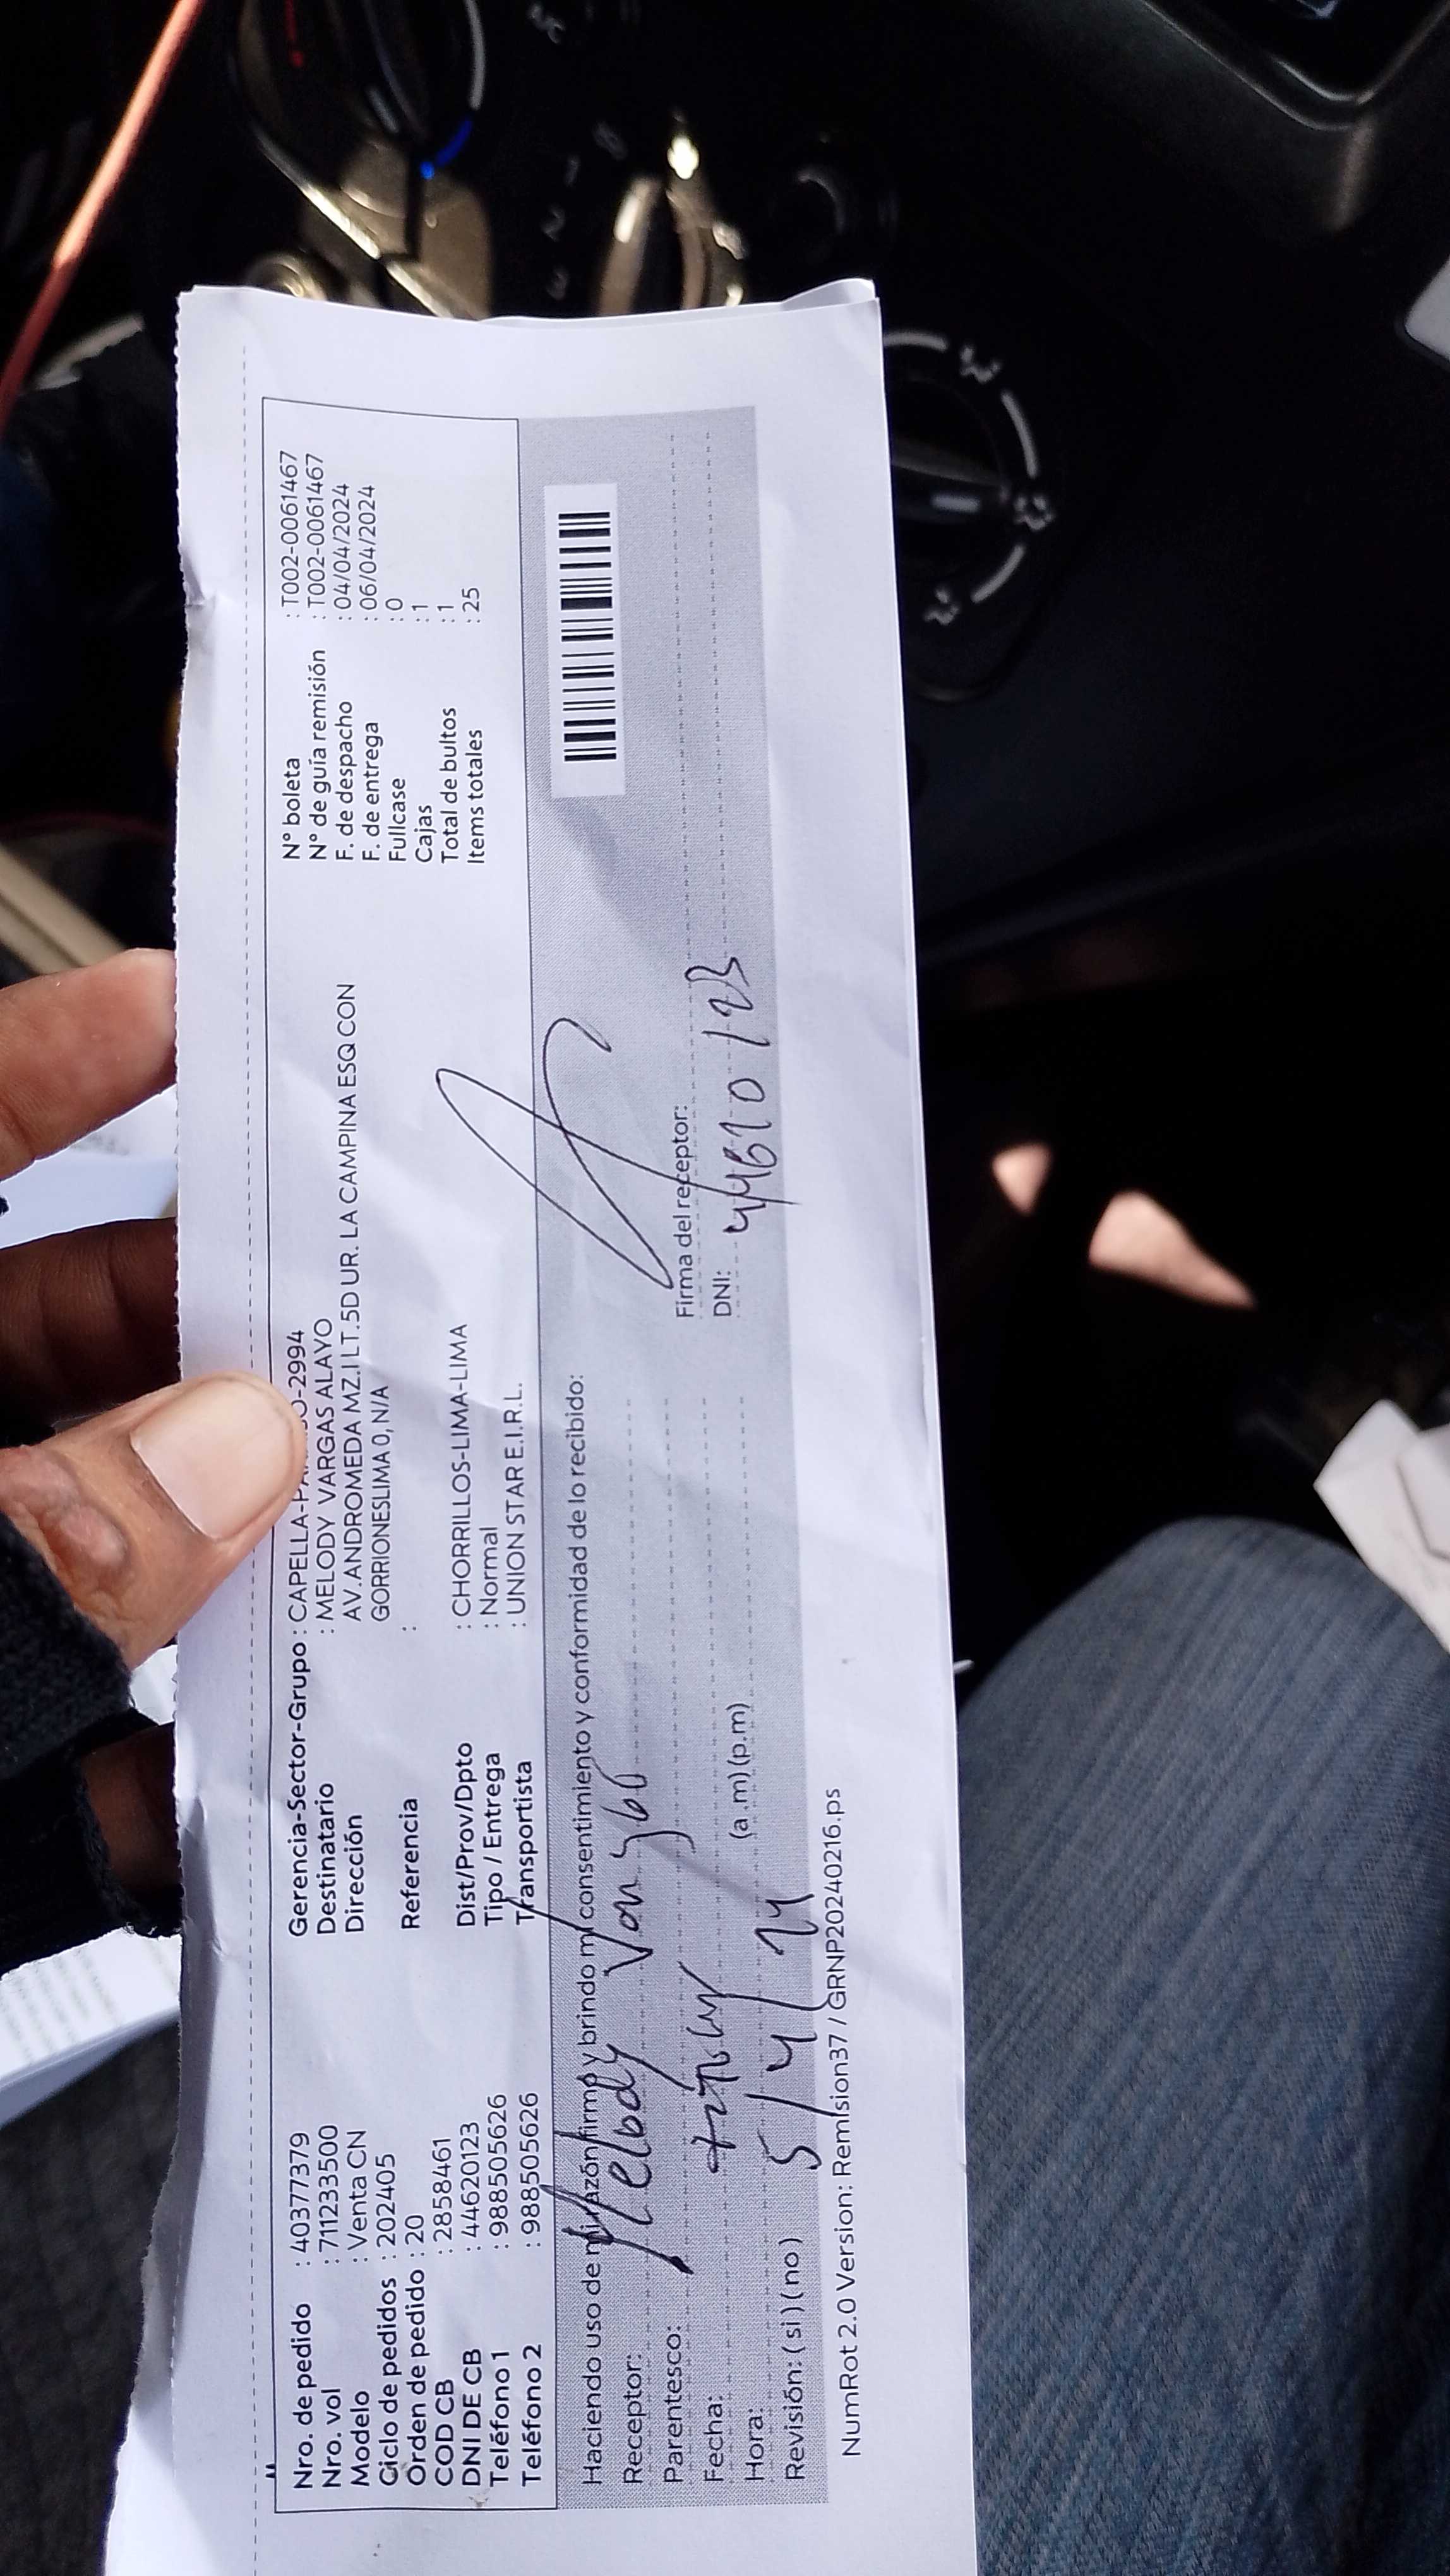 Nro. de pedido : 40377379
Nro. vol : 711233500
Modelo : Venta CN
Ciclo de pedidos : 202405
Orden de pedido : 20
COD CB : 2858461
DNI DE CB : 44620123
Teléfono 1 : 988505626
Teléfono 2 : 988505626
Gerencia-Sector-Grupo : CAPELLA-2994
Destinatario : MELODY VARGAS ALAYO
Dirección AV.ANDROMEDA MZ.I LT.5D UR. LA CAMPINA ESQ CON
GORRIONESLIMA 0, N/A
Referencia :
Dist/Prov/Dpto : CHORRILLOS-LIMA-LIMA
Tipo / Entrega : Normal
Transportista : UNION STAR E.I.R.L.
N° boleta : T002-0061467
N° de guía remisión : T002-0061467
F. de despacho : 04/04/2024
F. de entrega : 06/04/2024
Fullcase : 0
Cajas : 1
Total de bultos : 1
Items totales : 25
Haciendo uso de mi razón firmo y brindo mi consentimiento y conformidad de lo recibido:
Receptor: Melody
Parentesco:
Fecha:
Hora: 5/4/24 (a.m)(p.m)
Revisión: (si) (no)
Firma del receptor:
DNI: 44620123
NumRot 2.0 Version: Remision37 / GRNP20240216.ps